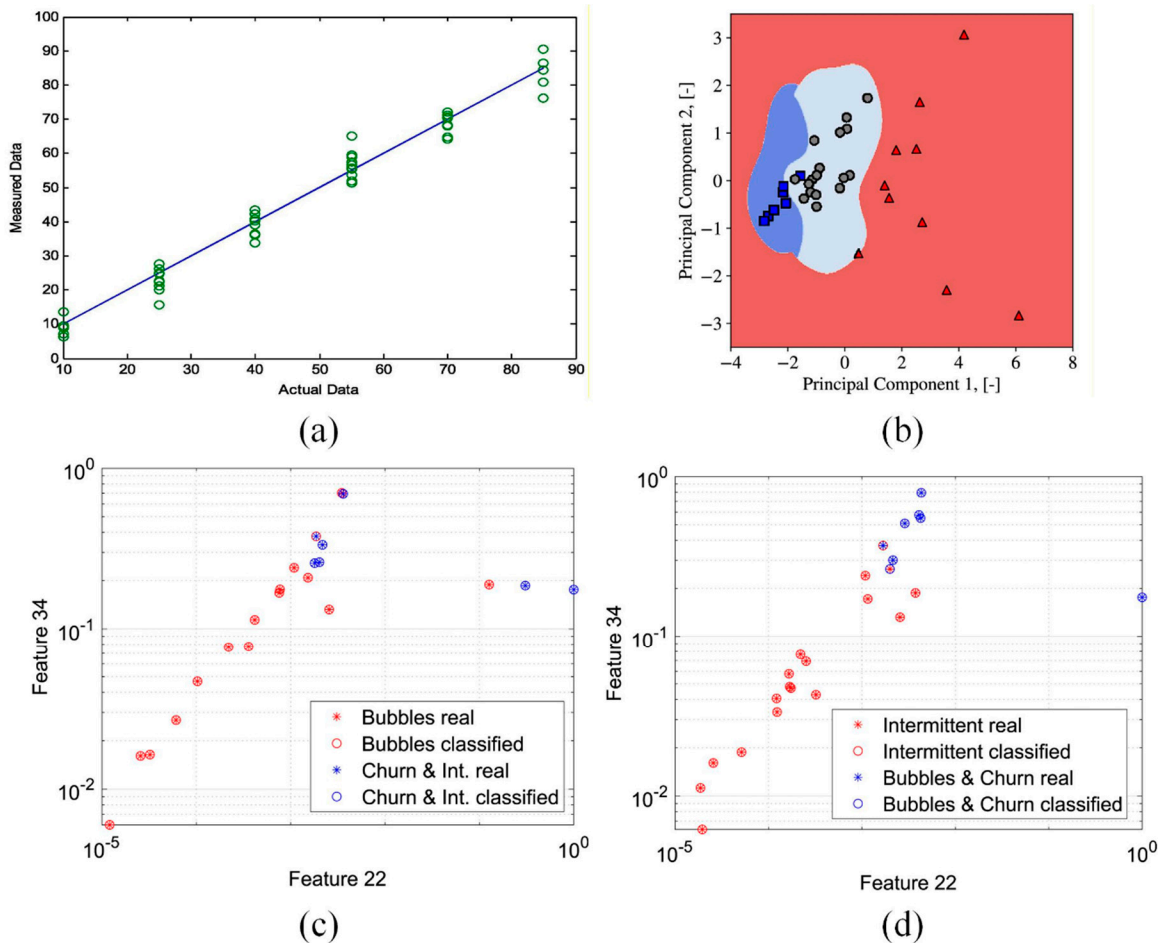 100
90
80
70
60
50
40
30
20
10
0
Measured Data
10 20 30 40 50 60 70 80 90
Actual Data
(a)
3
2
1
0
−1
−2
−3
Principal Component 2, [-]
−4 −2 0 2 4 6 8
Principal Component 1, [-]
(b)
10^0
10^-1
10^-2
Feature 34
Bubbles real
Bubbles classified
Churn & Int. real
Churn & Int. classified
10^-5 10^0
Feature 22
(c)
10^0
10^-1
10^-2
Feature 34
Intermittent real
Intermittent classified
Bubbles & Churn real
Bubbles & Churn classified
10^-5 10^0
Feature 22
(d)